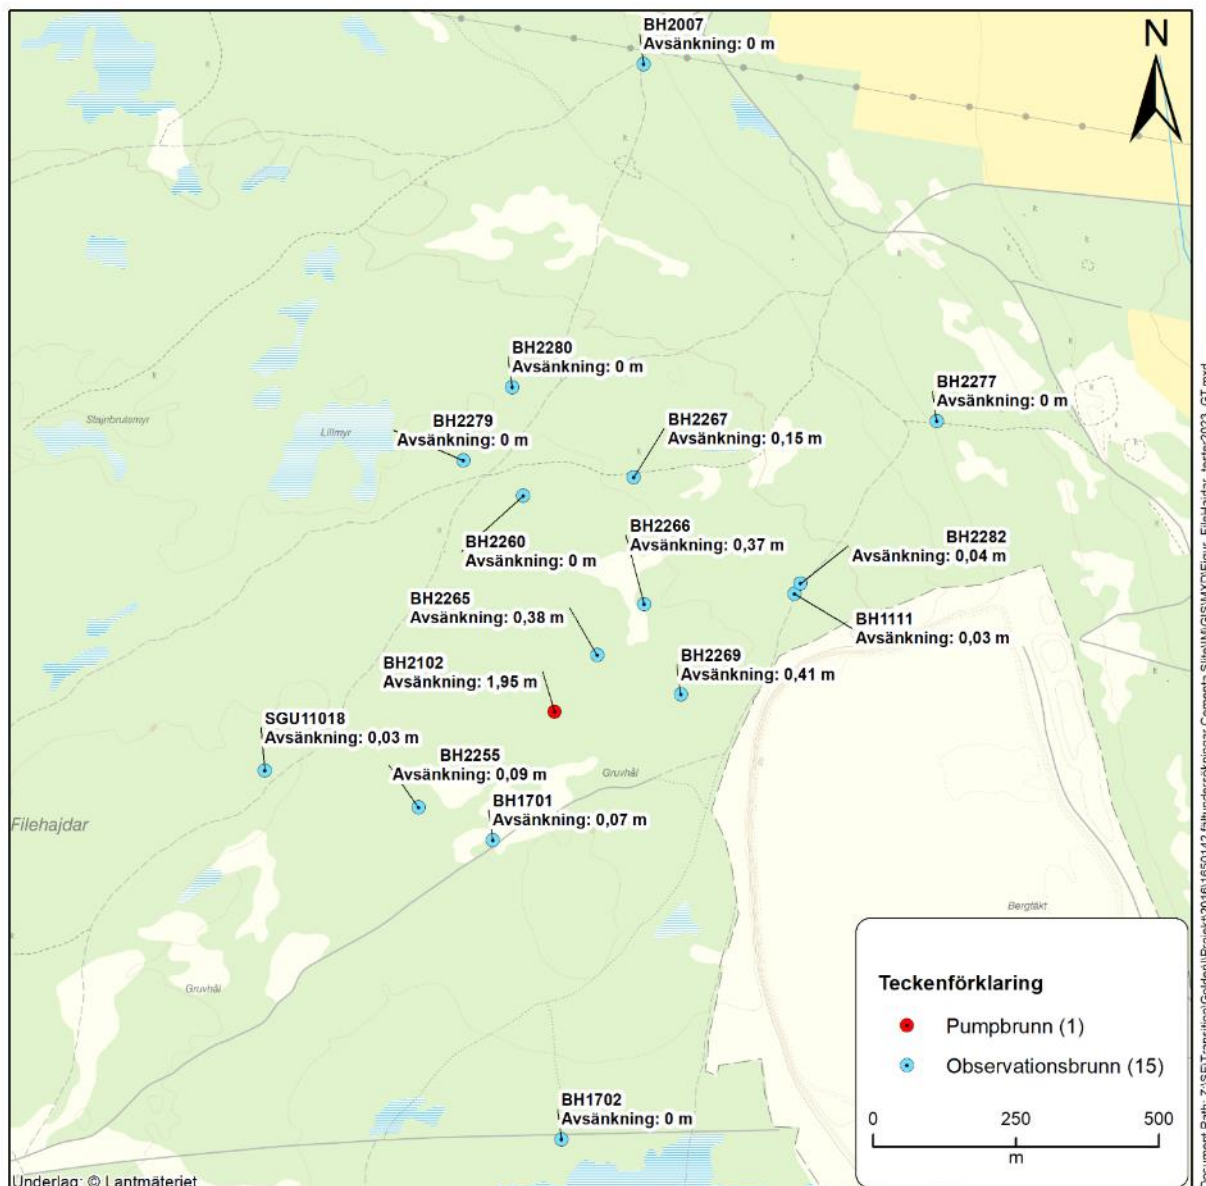 BH2007
Avsänkning: 0 m
N
BH2280
Avsänkning: 0 m
BH2277
Avsänkning: 0 m
BH2279
Avsänkning: 0 m
BH2267
Avsänkning: 0,15 m
Stajnbrutsmyr
Lillmyr
BH2260
Avsänkning: 0 m
BH2266
Avsänkning: 0,37 m
BH2282
Avsänkning: 0,04 m
BH2265
Avsänkning: 0,38 m
BH1111
Avsänkning: 0,03 m
BH2102
Avsänkning: 1,95 m
BH2269
Avsänkning: 0,41 m
SGU11018
Avsänkning: 0,03 m
BH2255
Avsänkning: 0,09 m
Gruvhål
BH1701
Avsänkning: 0,07 m
Filehajdar
Bergtäkt
Gruvhål
BH1702
Avsänkning: 0 m
Teckenförklaring
Pumpbrunn (1)
Observationsbrunn (15)
0 250 500
m
Underlag: © Lantmäteriet